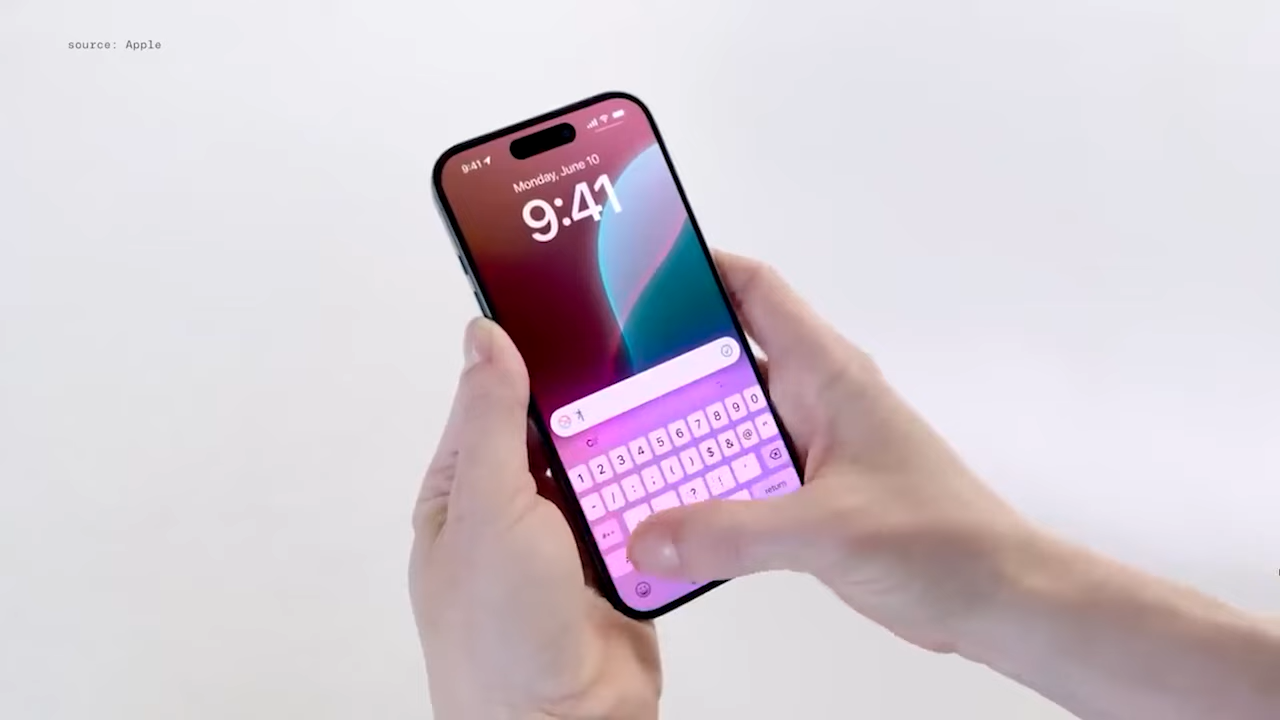 source: Apple
9:41
Monday, June 10
9:41
1 2 3 4 5 6 7 8 9 0
- / : ; ( ) $ & @ "
#+= ? ! '
return